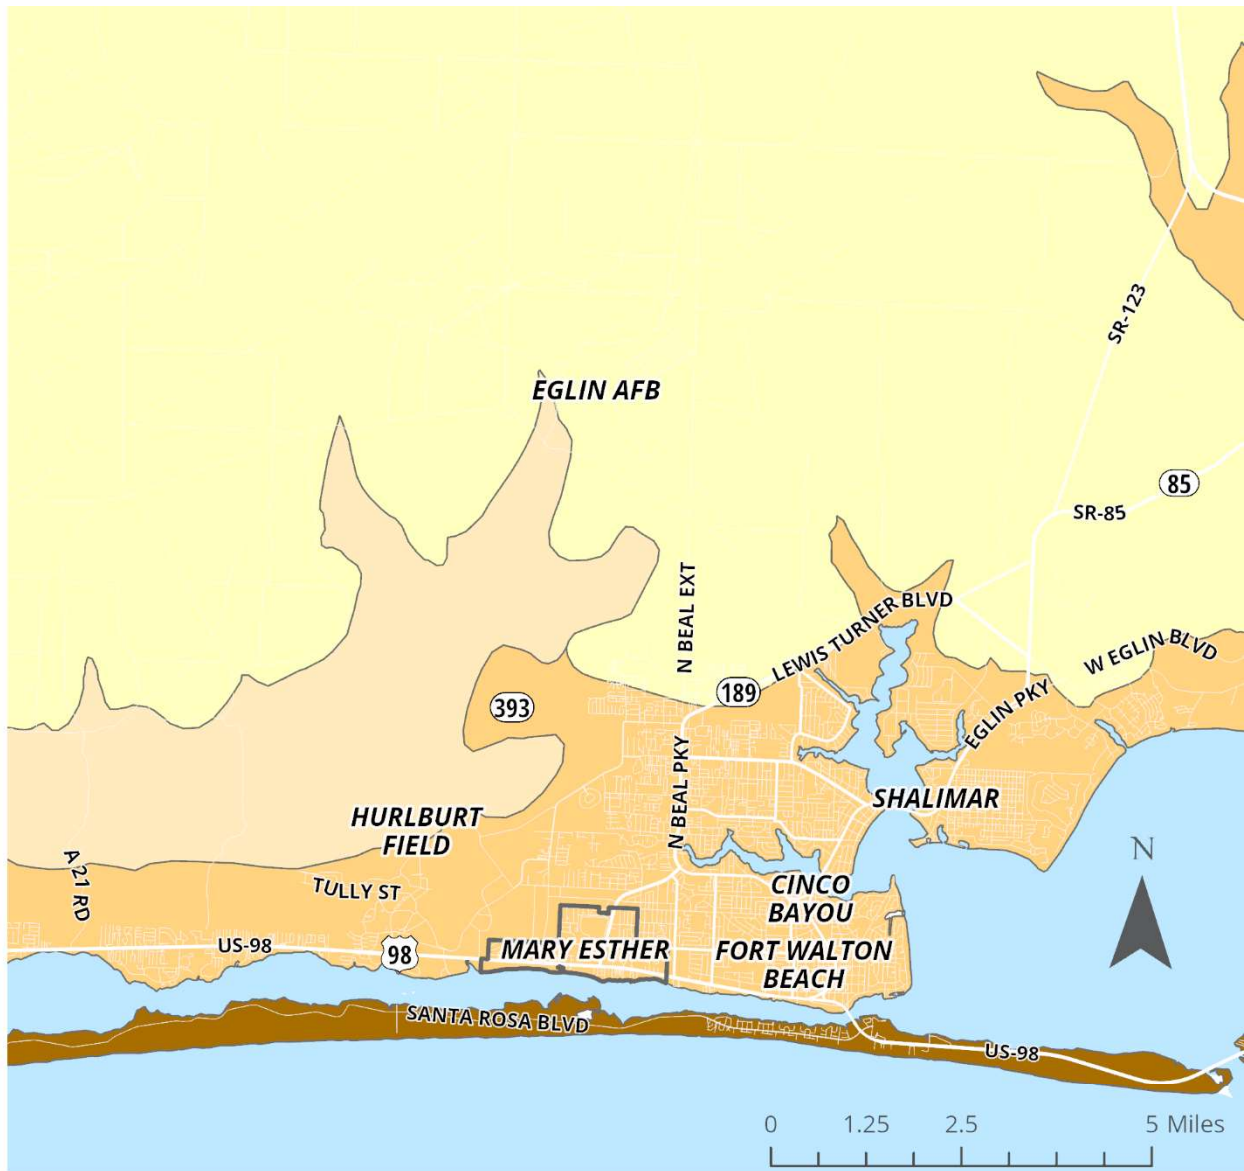 SR-123
EGLIN AFB
85
SR-85
N BEAL EXT
LEWIS TURNER BLVD
W EGLIN BLVD
189
393
EGLIN PKY
N BEAL PKY
SHALIMAR
HURLBURT
FIELD
N
A 21 RD
TULLY ST
CINCO
BAYOU
US-98
98
MARY ESTHER
FORT WALTON
BEACH
SANTA ROSA BLVD
US-98
0 1.25 2.5 5 Miles